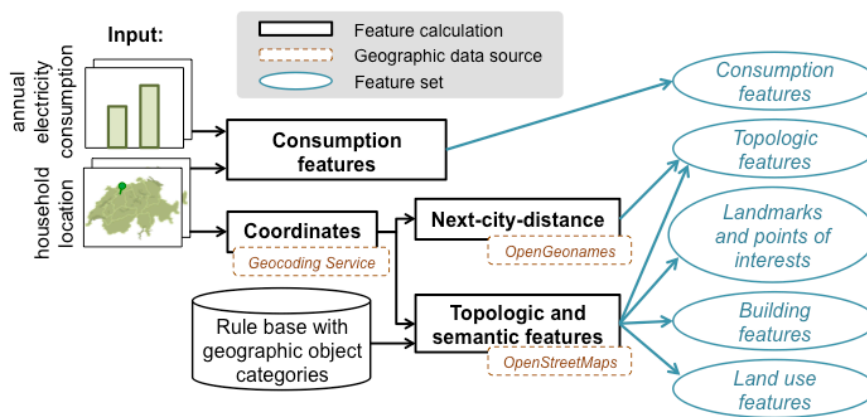 Input:
annual
electricity
consumption
household
location
Feature calculation
Geographic data source
Feature set
Consumption
features
Coordinates
Geocoding Service
Next-city-distance
OpenGeonames
Rule base with
geographic object
categories
Topologic and
semantic features
OpenStreetMaps
Consumption
features
Topologic
features
Landmarks
and points of
interests
Building
features
Land use
features